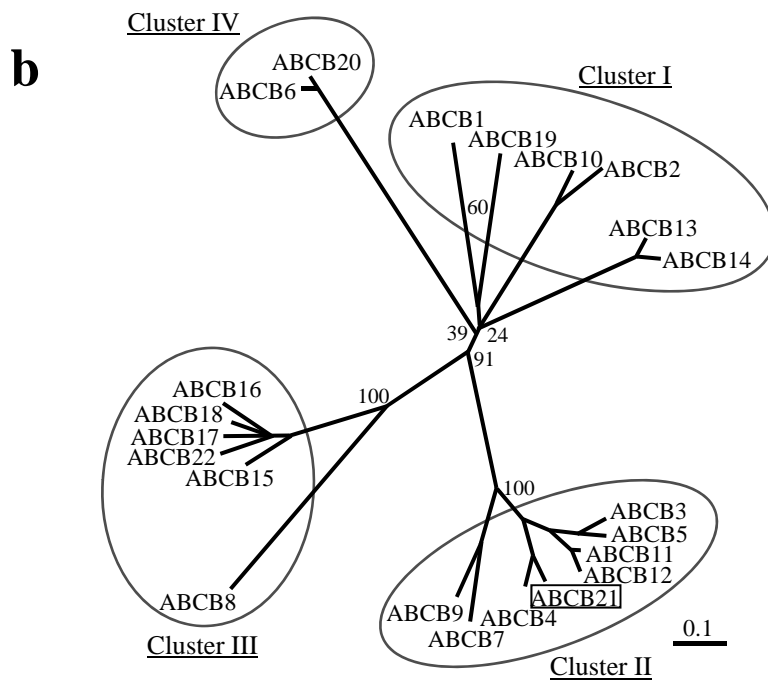 Cluster IV
b
ABCB20
ABCB6
Cluster I
ABCB1
ABCB19
ABCB10
ABCB2
60
ABCB13
ABCB14
39
24
91
ABCB16
100
ABCB18
ABCB17
ABCB22
ABCB15
100
ABCB3
ABCB5
ABCB11
ABCB12
ABCB8
ABCB9
ABCB4
ABCB21
ABCB7
0.1
Cluster III
Cluster II